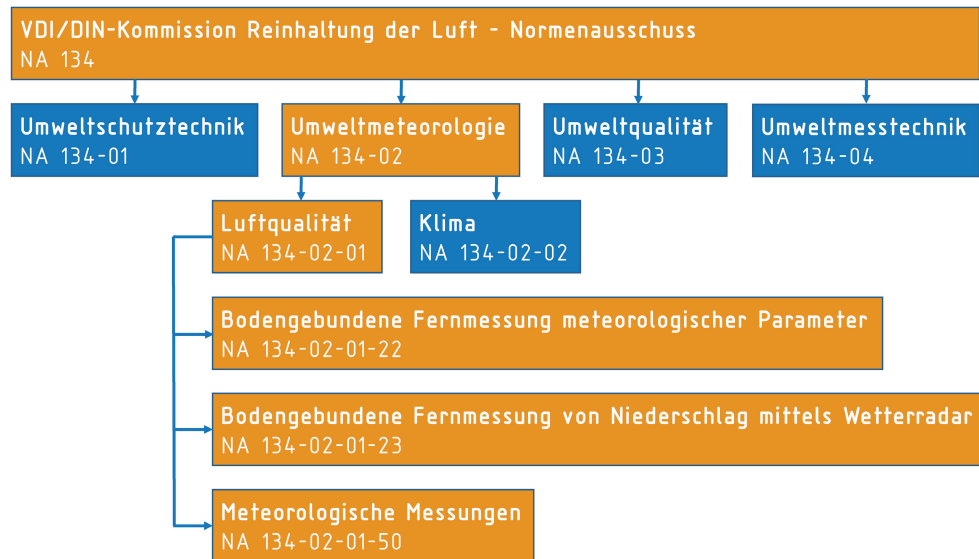 VDI/DIN-Kommission Reinhaltung der Luft - Normenausschuss
NA 134
Umweltschutztechnik
NA 134-01
Umweltmeteorologie
NA 134-02
Umweltqualität
NA 134-03
Umweltmesstechnik
NA 134-04
Luftqualität
NA 134-02-01
Klima
NA 134-02-02
Bodengebundene Fernmessung meteorologischer Parameter
NA 134-02-01-22
Bodengebundene Fernmessung von Niederschlag mittels Wetterradar
NA 134-02-01-23
Meteorologische Messungen
NA 134-02-01-50